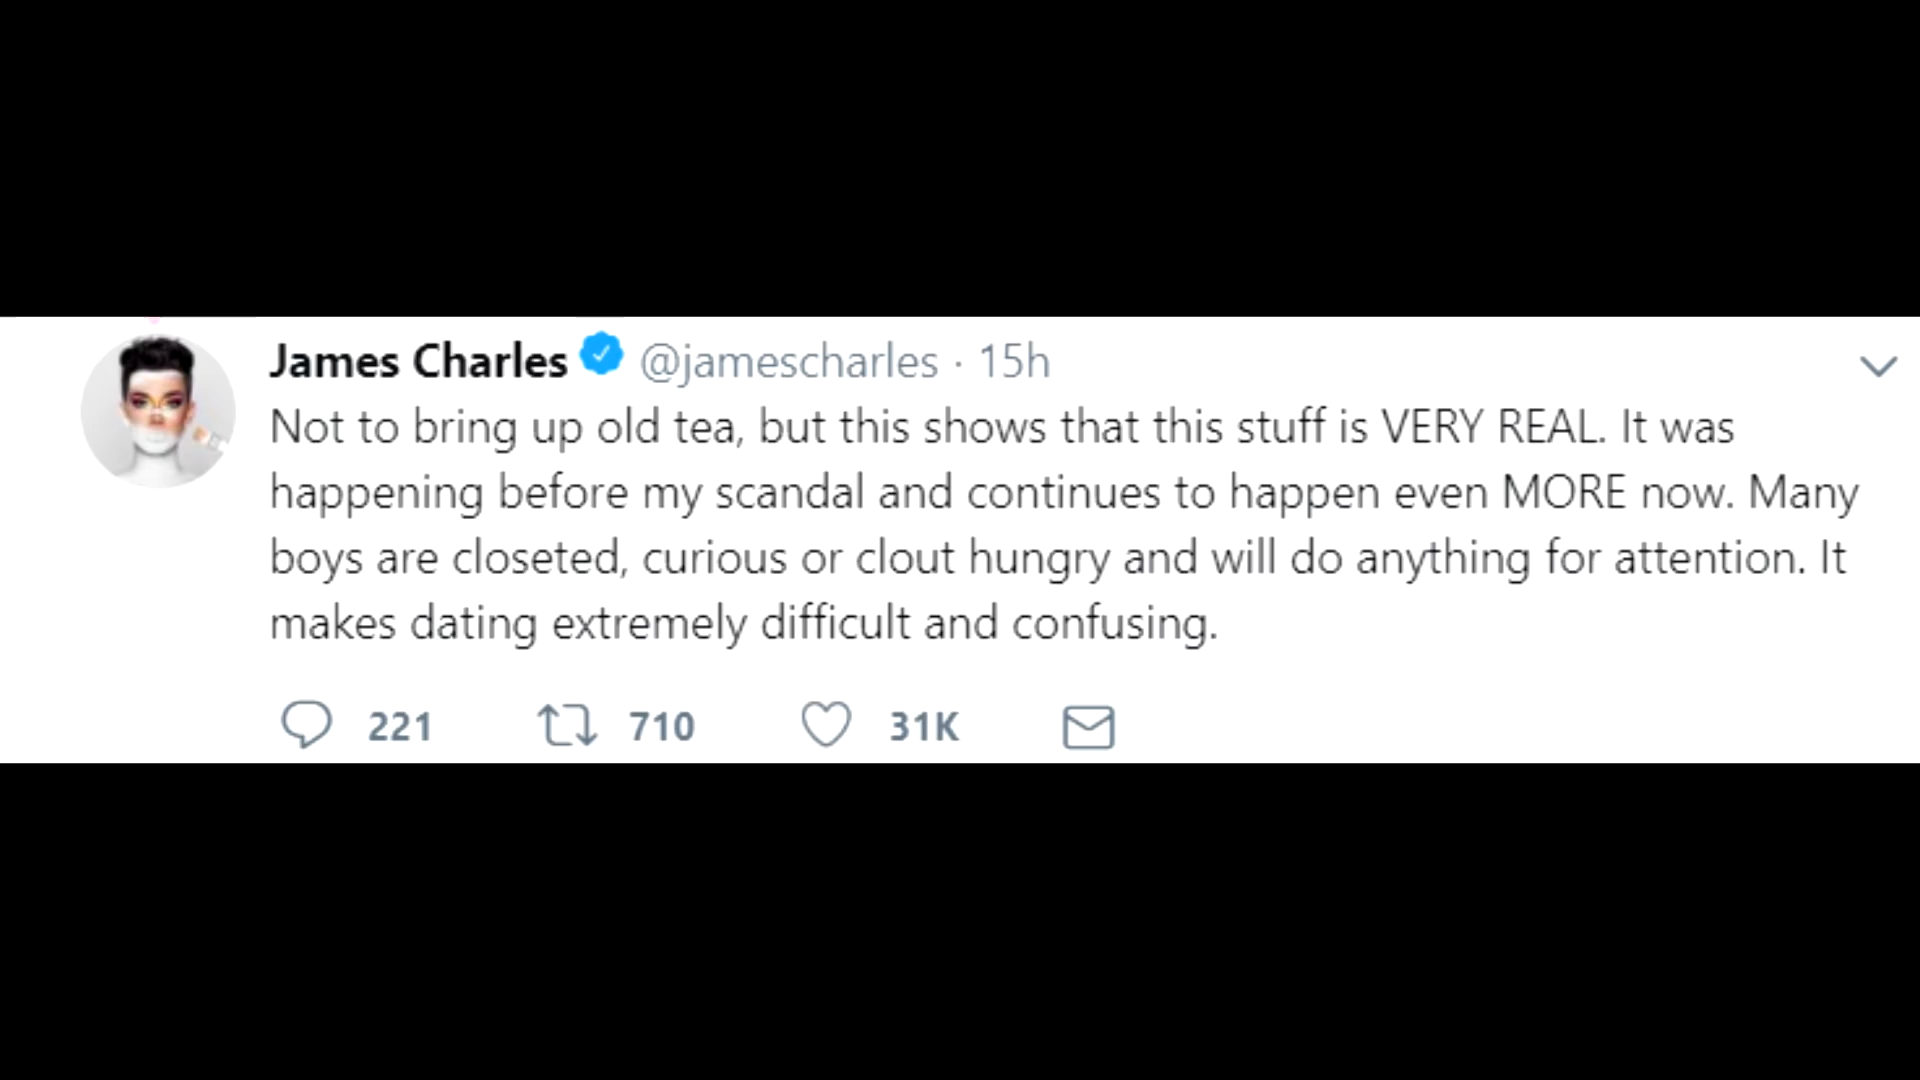 James Charles @jamescharles · 15h
Not to bring up old tea, but this shows that this stuff is VERY REAL. It was
happening before my scandal and continues to happen even MORE now. Many
boys are closeted, curious or clout hungry and will do anything for attention. It
makes dating extremely difficult and confusing.
221 710 31K